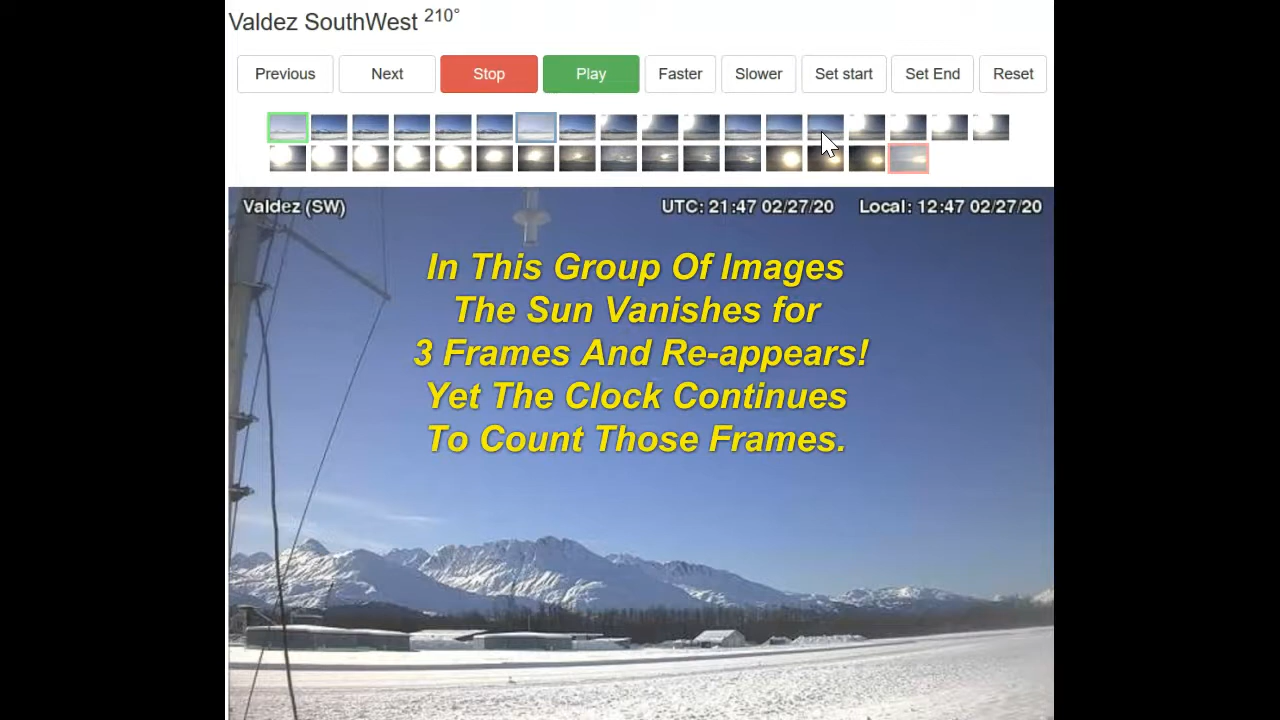 Valdez SouthWest 210°
Previous Next Stop Play Faster Slower Set start Set End Reset
Valdez (SW) UTC: 21:47 02/27/20 Local: 12:47 02/27/20
In This Group Of Images
The Sun Vanishes for
3 Frames And Re-appears!
Yet The Clock Continues
To Count Those Frames.